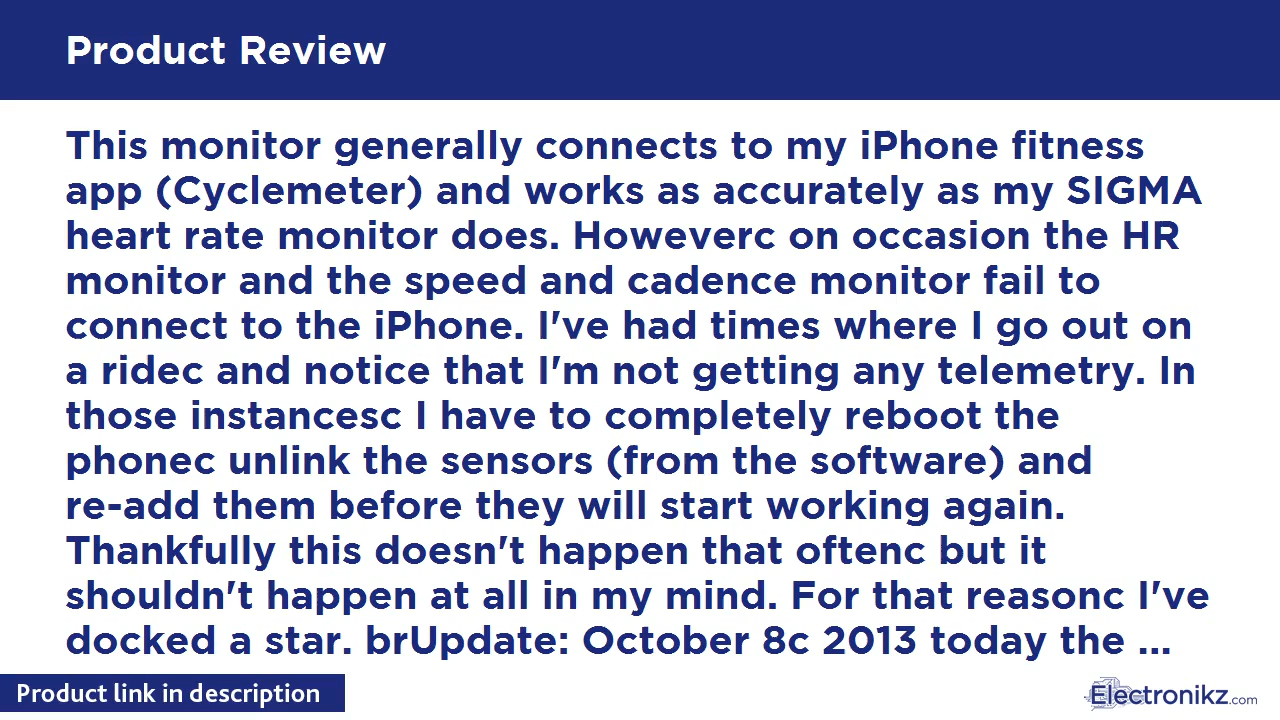 Product Review
This monitor generally connects to my iPhone fitness
app (Cyclemeter) and works as accurately as my SIGMA
heart rate monitor does. Howeverc on occasion the HR
monitor and the speed and cadence monitor fail to
connect to the iPhone. I've had times where I go out on
a ridec and notice that I'm not getting any telemetry. In
those instancesc I have to completely reboot the
phonec unlink the sensors (from the software) and
re-add them before they will start working again.
Thankfully this doesn't happen that oftenc but it
shouldn't happen at all in my mind. For that reasonc I've
docked a star. brUpdate: October 8c 2013 today the ...
Product link in description
Electronikz.com